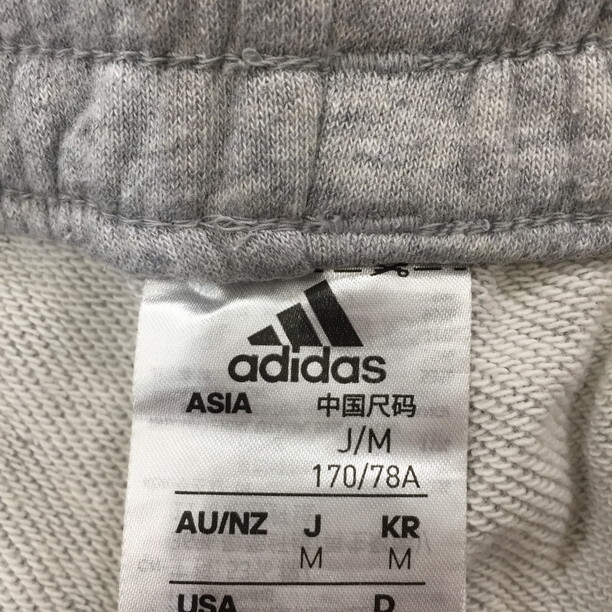 adidas
ASIA 中国尺码
J/M
170/78A
AU/NZ J KR
M M
USA D